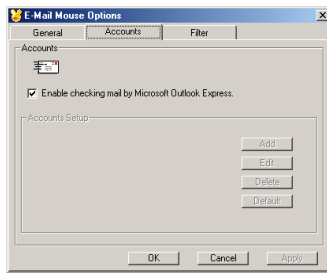 E-Mail Mouse Options
General Accounts Filter
Accounts
Enable checking mail by Microsoft Outlook Express.
Accounts Setup
Add
Edit
Delete
Default
OK Cancel Apply